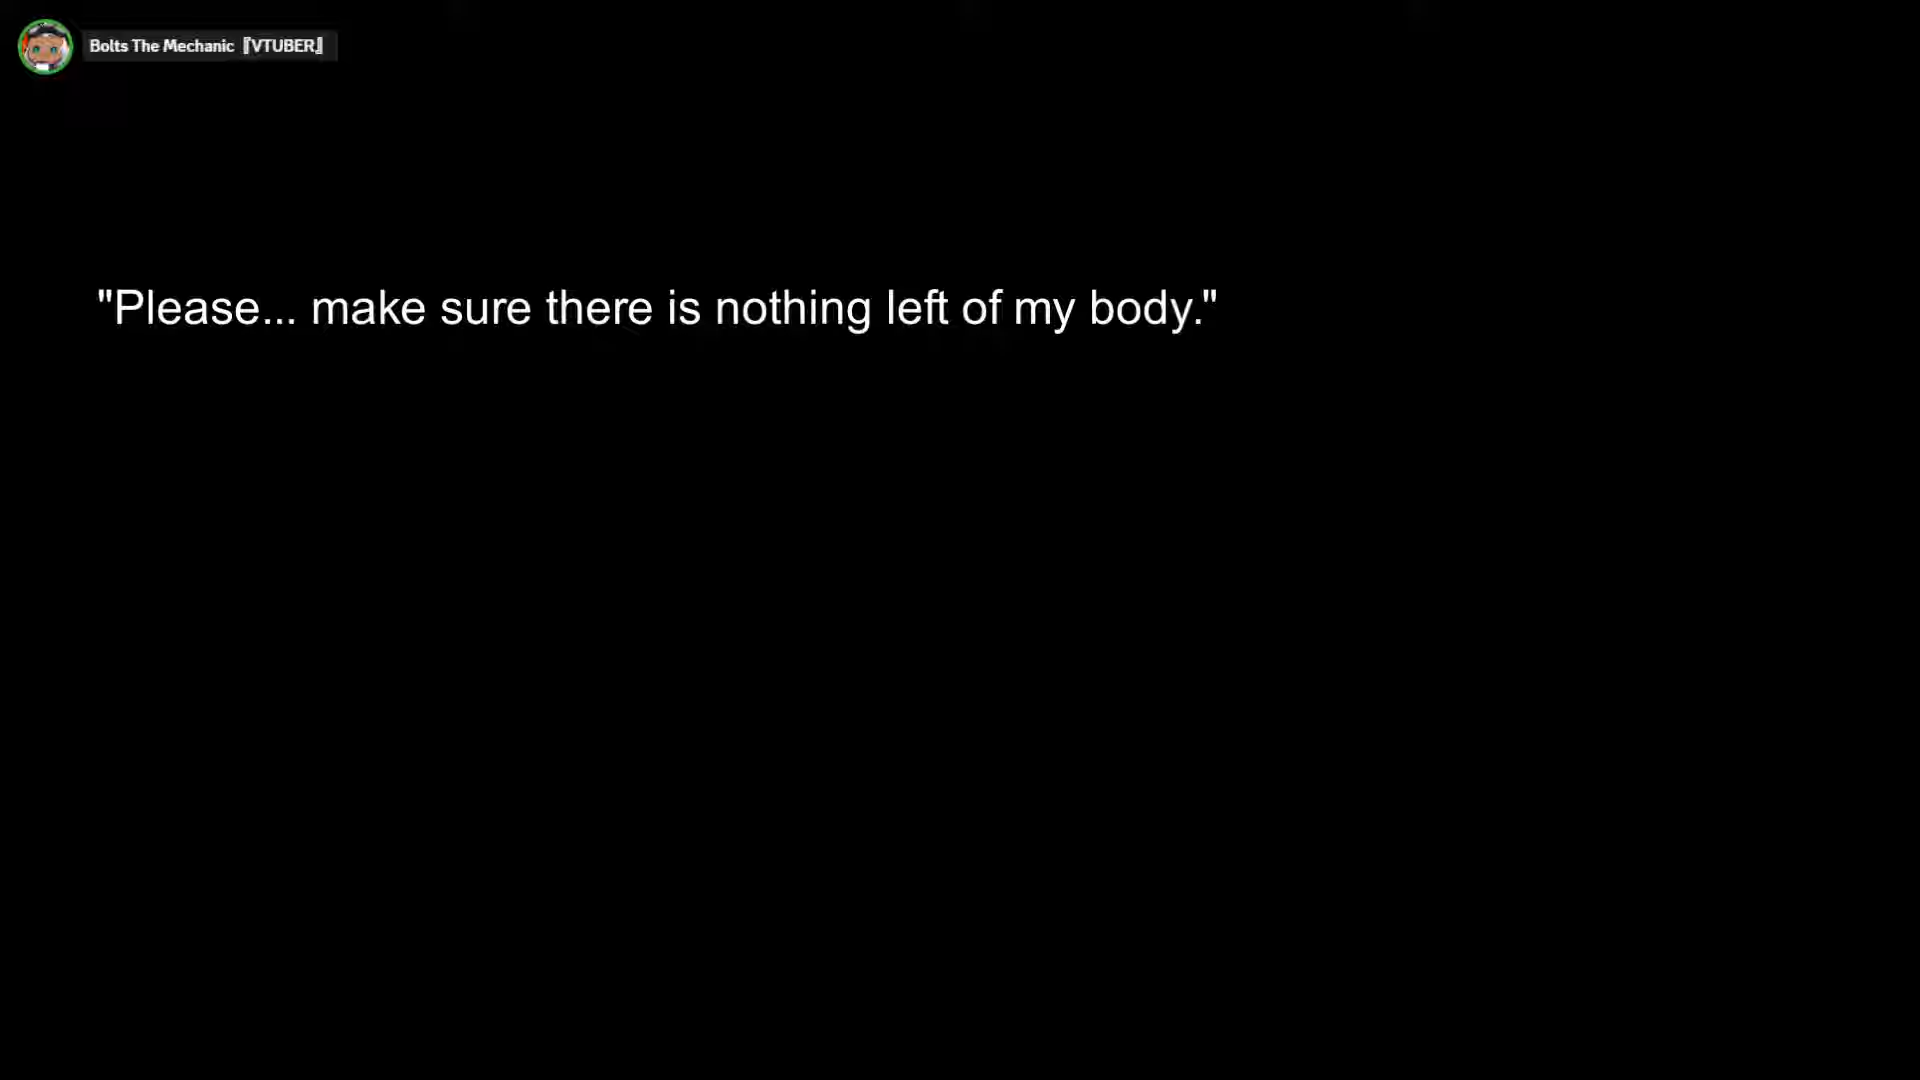 Bolts The Mechanic『VTUBER』
"Please... make sure there is nothing left of my body."